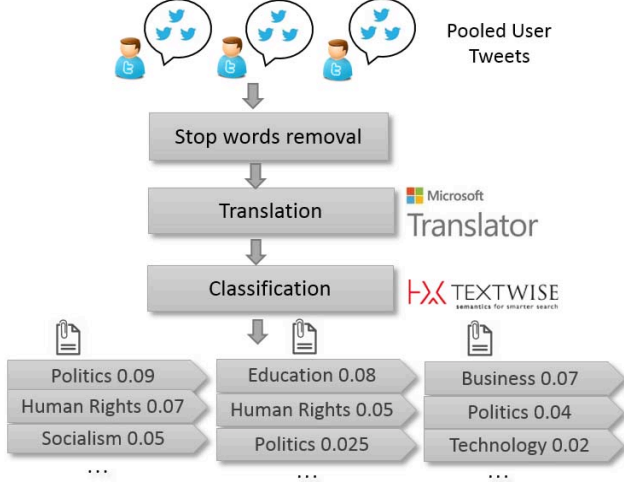 Pooled User
Tweets
Stop words removal
Translation
Microsoft
Translator
Classification
TEXTWISE
semantics for smarter search
Politics 0.09
Human Rights 0.07
Socialism 0.05
...
Education 0.08
Human Rights 0.05
Politics 0.025
...
Business 0.07
Politics 0.04
Technology 0.02
...